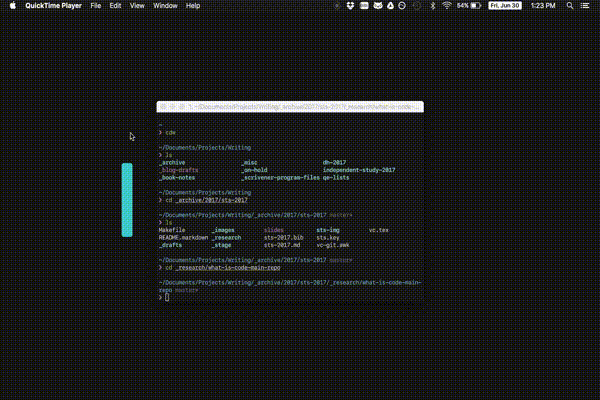 QuickTime Player File Edit View Window Help 54% Fri, Jun 30 1:23 PM
1. ~/Documents/Projects/Writing/_archive/2017/sts-2017/_research/what-is-code-...
~
❯ cdw
~/Documents/Projects/Writing
❯ ls
_archive _misc dh-2017
_blog-drafts _on-hold independent-study-2017
_book-notes _scrivener-program-files qe-lists
~/Documents/Projects/Writing
❯ cd _archive/2017/sts-2017
~/Documents/Projects/Writing/_archive/2017/sts-2017 master*
❯ ls
Makefile _images slides sts-img vc.tex
README.markdown _research sts-2017.bib sts.key
_drafts _stage sts-2017.md vc-git.awk
~/Documents/Projects/Writing/_archive/2017/sts-2017 master*
❯ cd _research/what-is-code-main-repo
~/Documents/Projects/Writing/_archive/2017/sts-2017/_research/what-is-code-main-
repo master*
❯